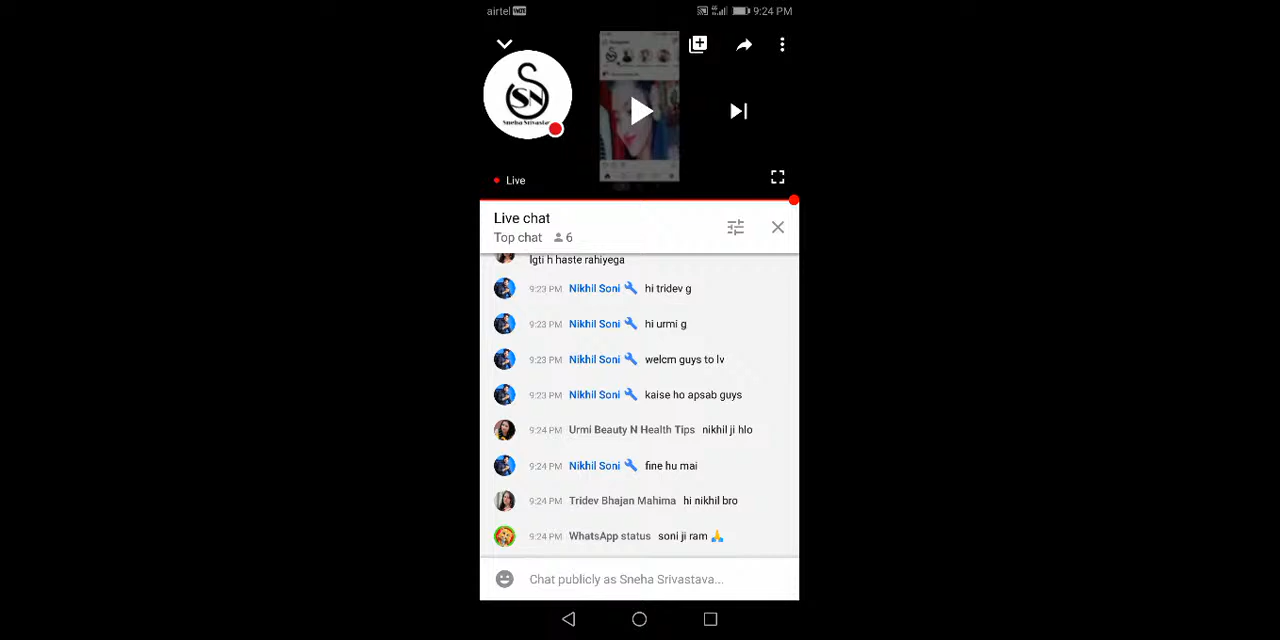 airtel 9:24 PM
SN
Sneha Srivastav
Live
Live chat
Top chat 6
lgti h haste rahiyega
9:23 PM Nikhil Soni hi tridev g
9:23 PM Nikhil Soni hi urmi g
9:23 PM Nikhil Soni welcm guys to lv
9:23 PM Nikhil Soni kaise ho apsab guys
9:24 PM Urmi Beauty N Health Tips nikhil ji hlo
9:24 PM Nikhil Soni fine hu mai
9:24 PM Tridev Bhajan Mahima hi nikhil bro
9:24 PM WhatsApp status soni ji ram 🙏
Chat publicly as Sneha Srivastava...